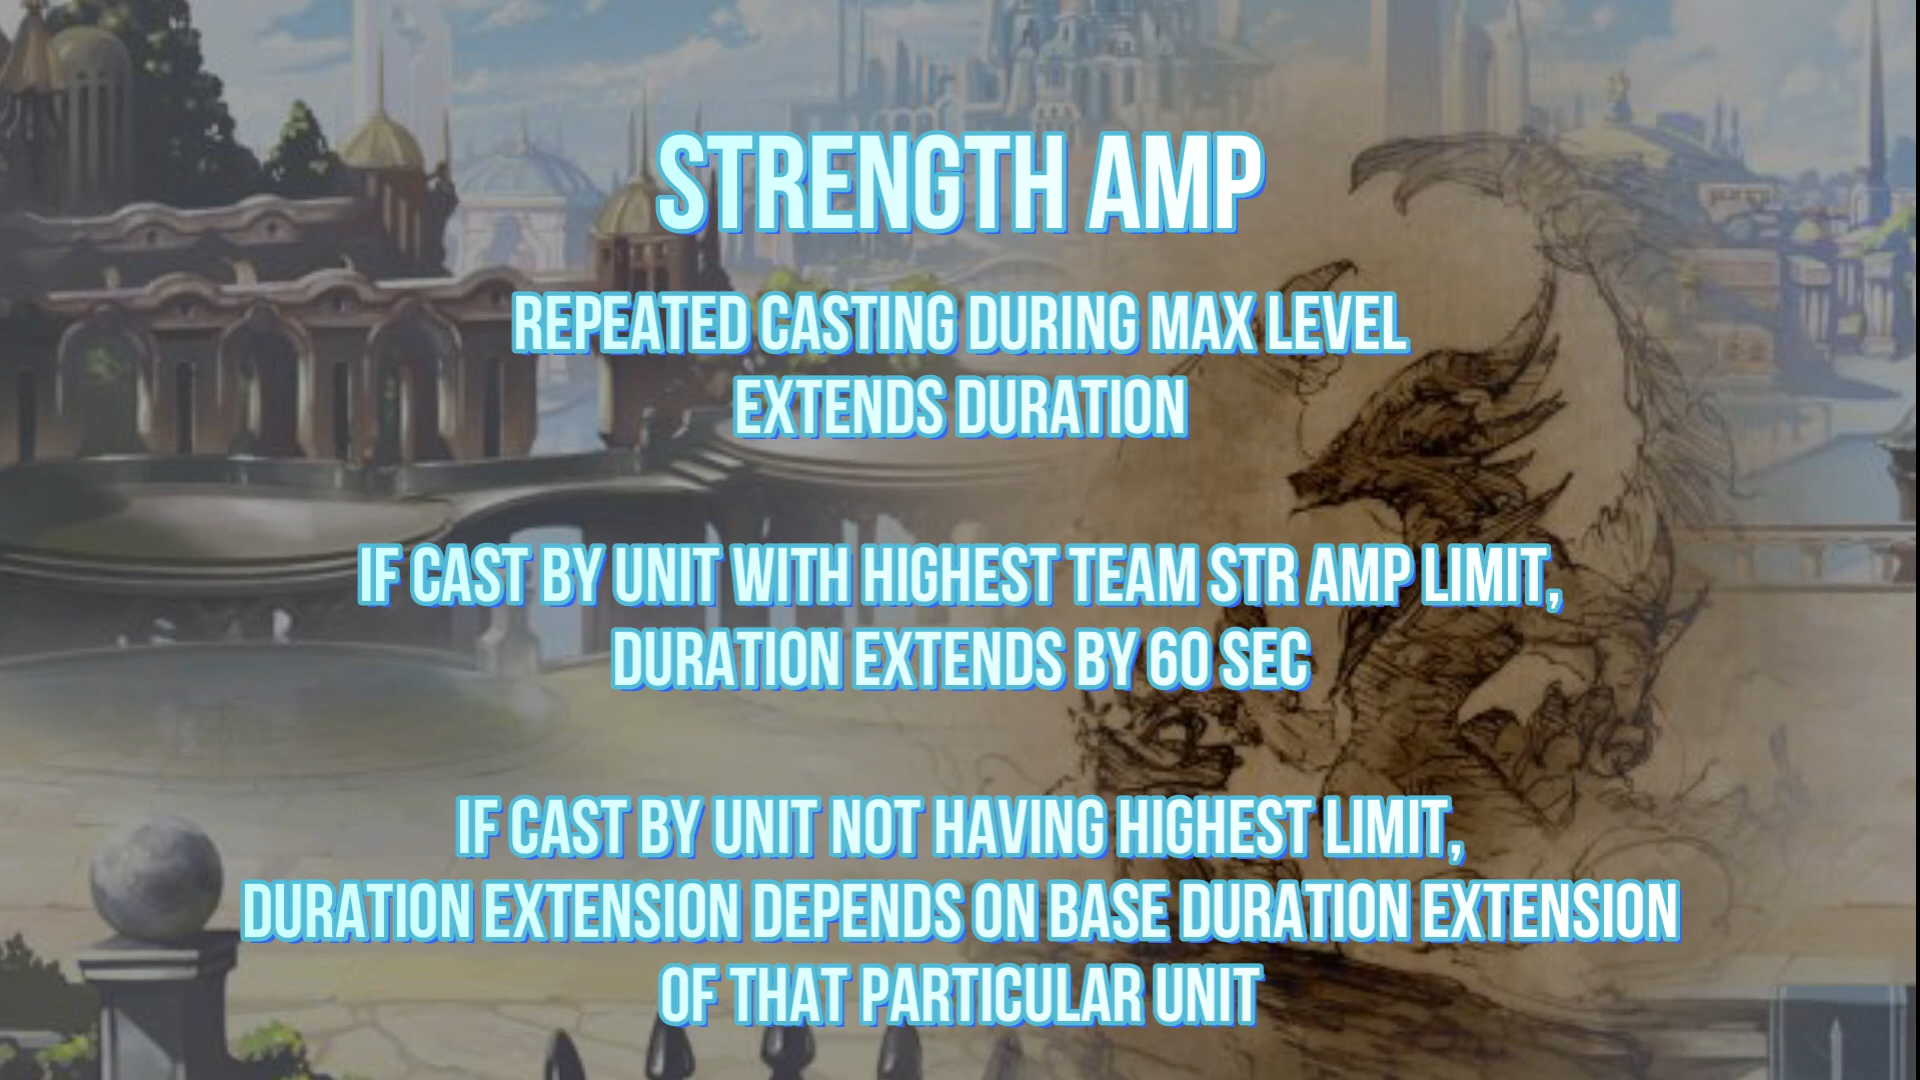 STRENGTH AMP
REPEATED CASTING DURING MAX LEVEL
EXTENDS DURATION
IF CAST BY UNIT WITH HIGHEST TEAM STR AMP LIMIT,
DURATION EXTENDS BY 60 SEC
IF CAST BY UNIT NOT HAVING HIGHEST LIMIT,
DURATION EXTENSION DEPENDS ON BASE DURATION EXTENSION
OF THAT PARTICULAR UNIT